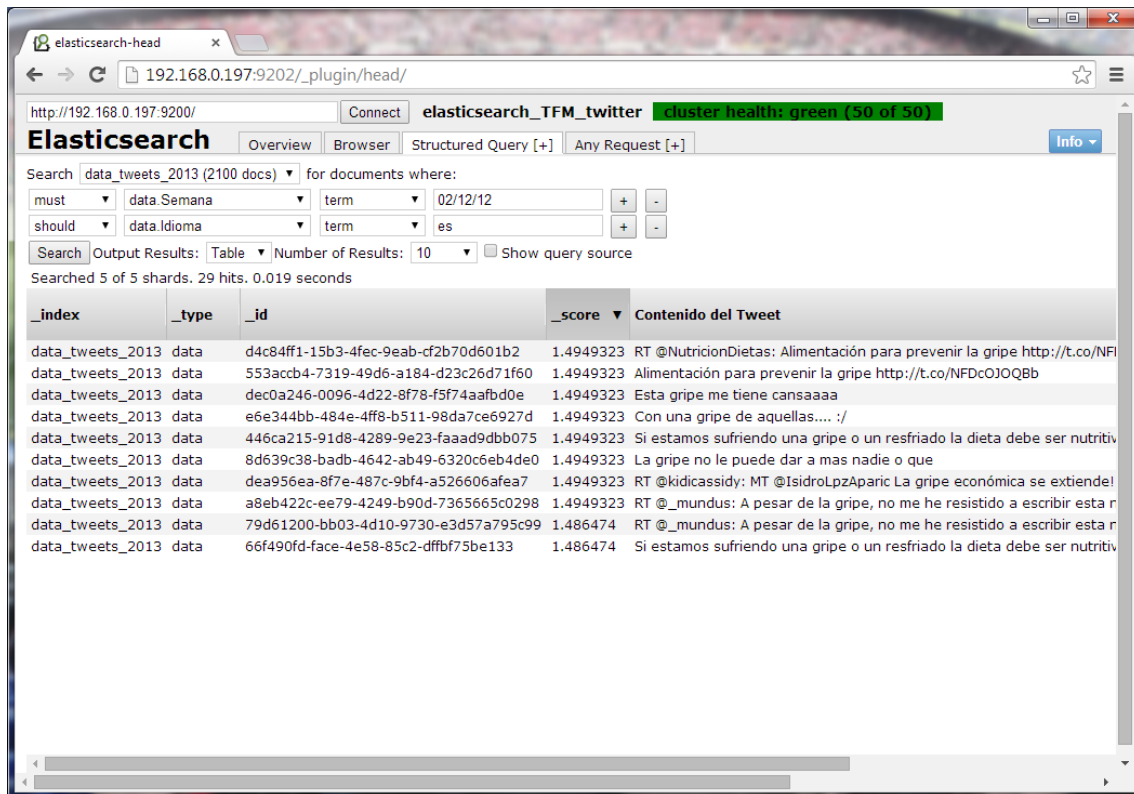 elasticsearch-head
192.168.0.197:9202/_plugin/head/
http://192.168.0.197:9200/ Connect elasticsearch_TFM_twitter cluster health: green (50 of 50)
Elasticsearch Overview Browser Structured Query [+] Any Request [+] Info
Search data_tweets_2013 (2100 docs) for documents where:
must data.Semana term 02/12/12 + -
should data.Idioma term es + -
Search Output Results: Table Number of Results: 10 Show query source
Searched 5 of 5 shards. 29 hits. 0.019 seconds
_index _type _id _score ▼ Contenido del Tweet
data_tweets_2013 data d4c84ff1-15b3-4fec-9eab-cf2b70d601b2 1.4949323 RT @NutricionDietas: Alimentación para prevenir la gripe http://t.co/NFI
data_tweets_2013 data 553accb4-7319-49d6-a184-d23c26d71f60 1.4949323 Alimentación para prevenir la gripe http://t.co/NFDcOJOQBb
data_tweets_2013 data dec0a246-0096-4d22-8f78-f5f74aafbd0e 1.4949323 Esta gripe me tiene cansaaaa
data_tweets_2013 data e6e344bb-484e-4ff8-b511-98da7ce6927d 1.4949323 Con una gripe de aquellas.... :/
data_tweets_2013 data 446ca215-91d8-4289-9e23-faaad9dbb075 1.4949323 Si estamos sufriendo una gripe o un resfriado la dieta debe ser nutritiv
data_tweets_2013 data 8d639c38-badb-4642-ab49-6320c6eb4de0 1.4949323 La gripe no le puede dar a mas nadie o que
data_tweets_2013 data dea956ea-8f7e-487c-9bf4-a526606afea7 1.4949323 RT @kidicassidy: MT @IsidroLpzAparic La gripe económica se extiende!
data_tweets_2013 data a8eb422c-ee79-4249-b90d-7365665c0298 1.4949323 RT @_mundus: A pesar de la gripe, no me he resistido a escribir esta r
data_tweets_2013 data 79d61200-bb03-4d10-9730-e3d57a795c99 1.486474 RT @_mundus: A pesar de la gripe, no me he resistido a escribir esta r
data_tweets_2013 data 66f490fd-face-4e58-85c2-dffbf75be133 1.486474 Si estamos sufriendo una gripe o un resfriado la dieta debe ser nutritiv